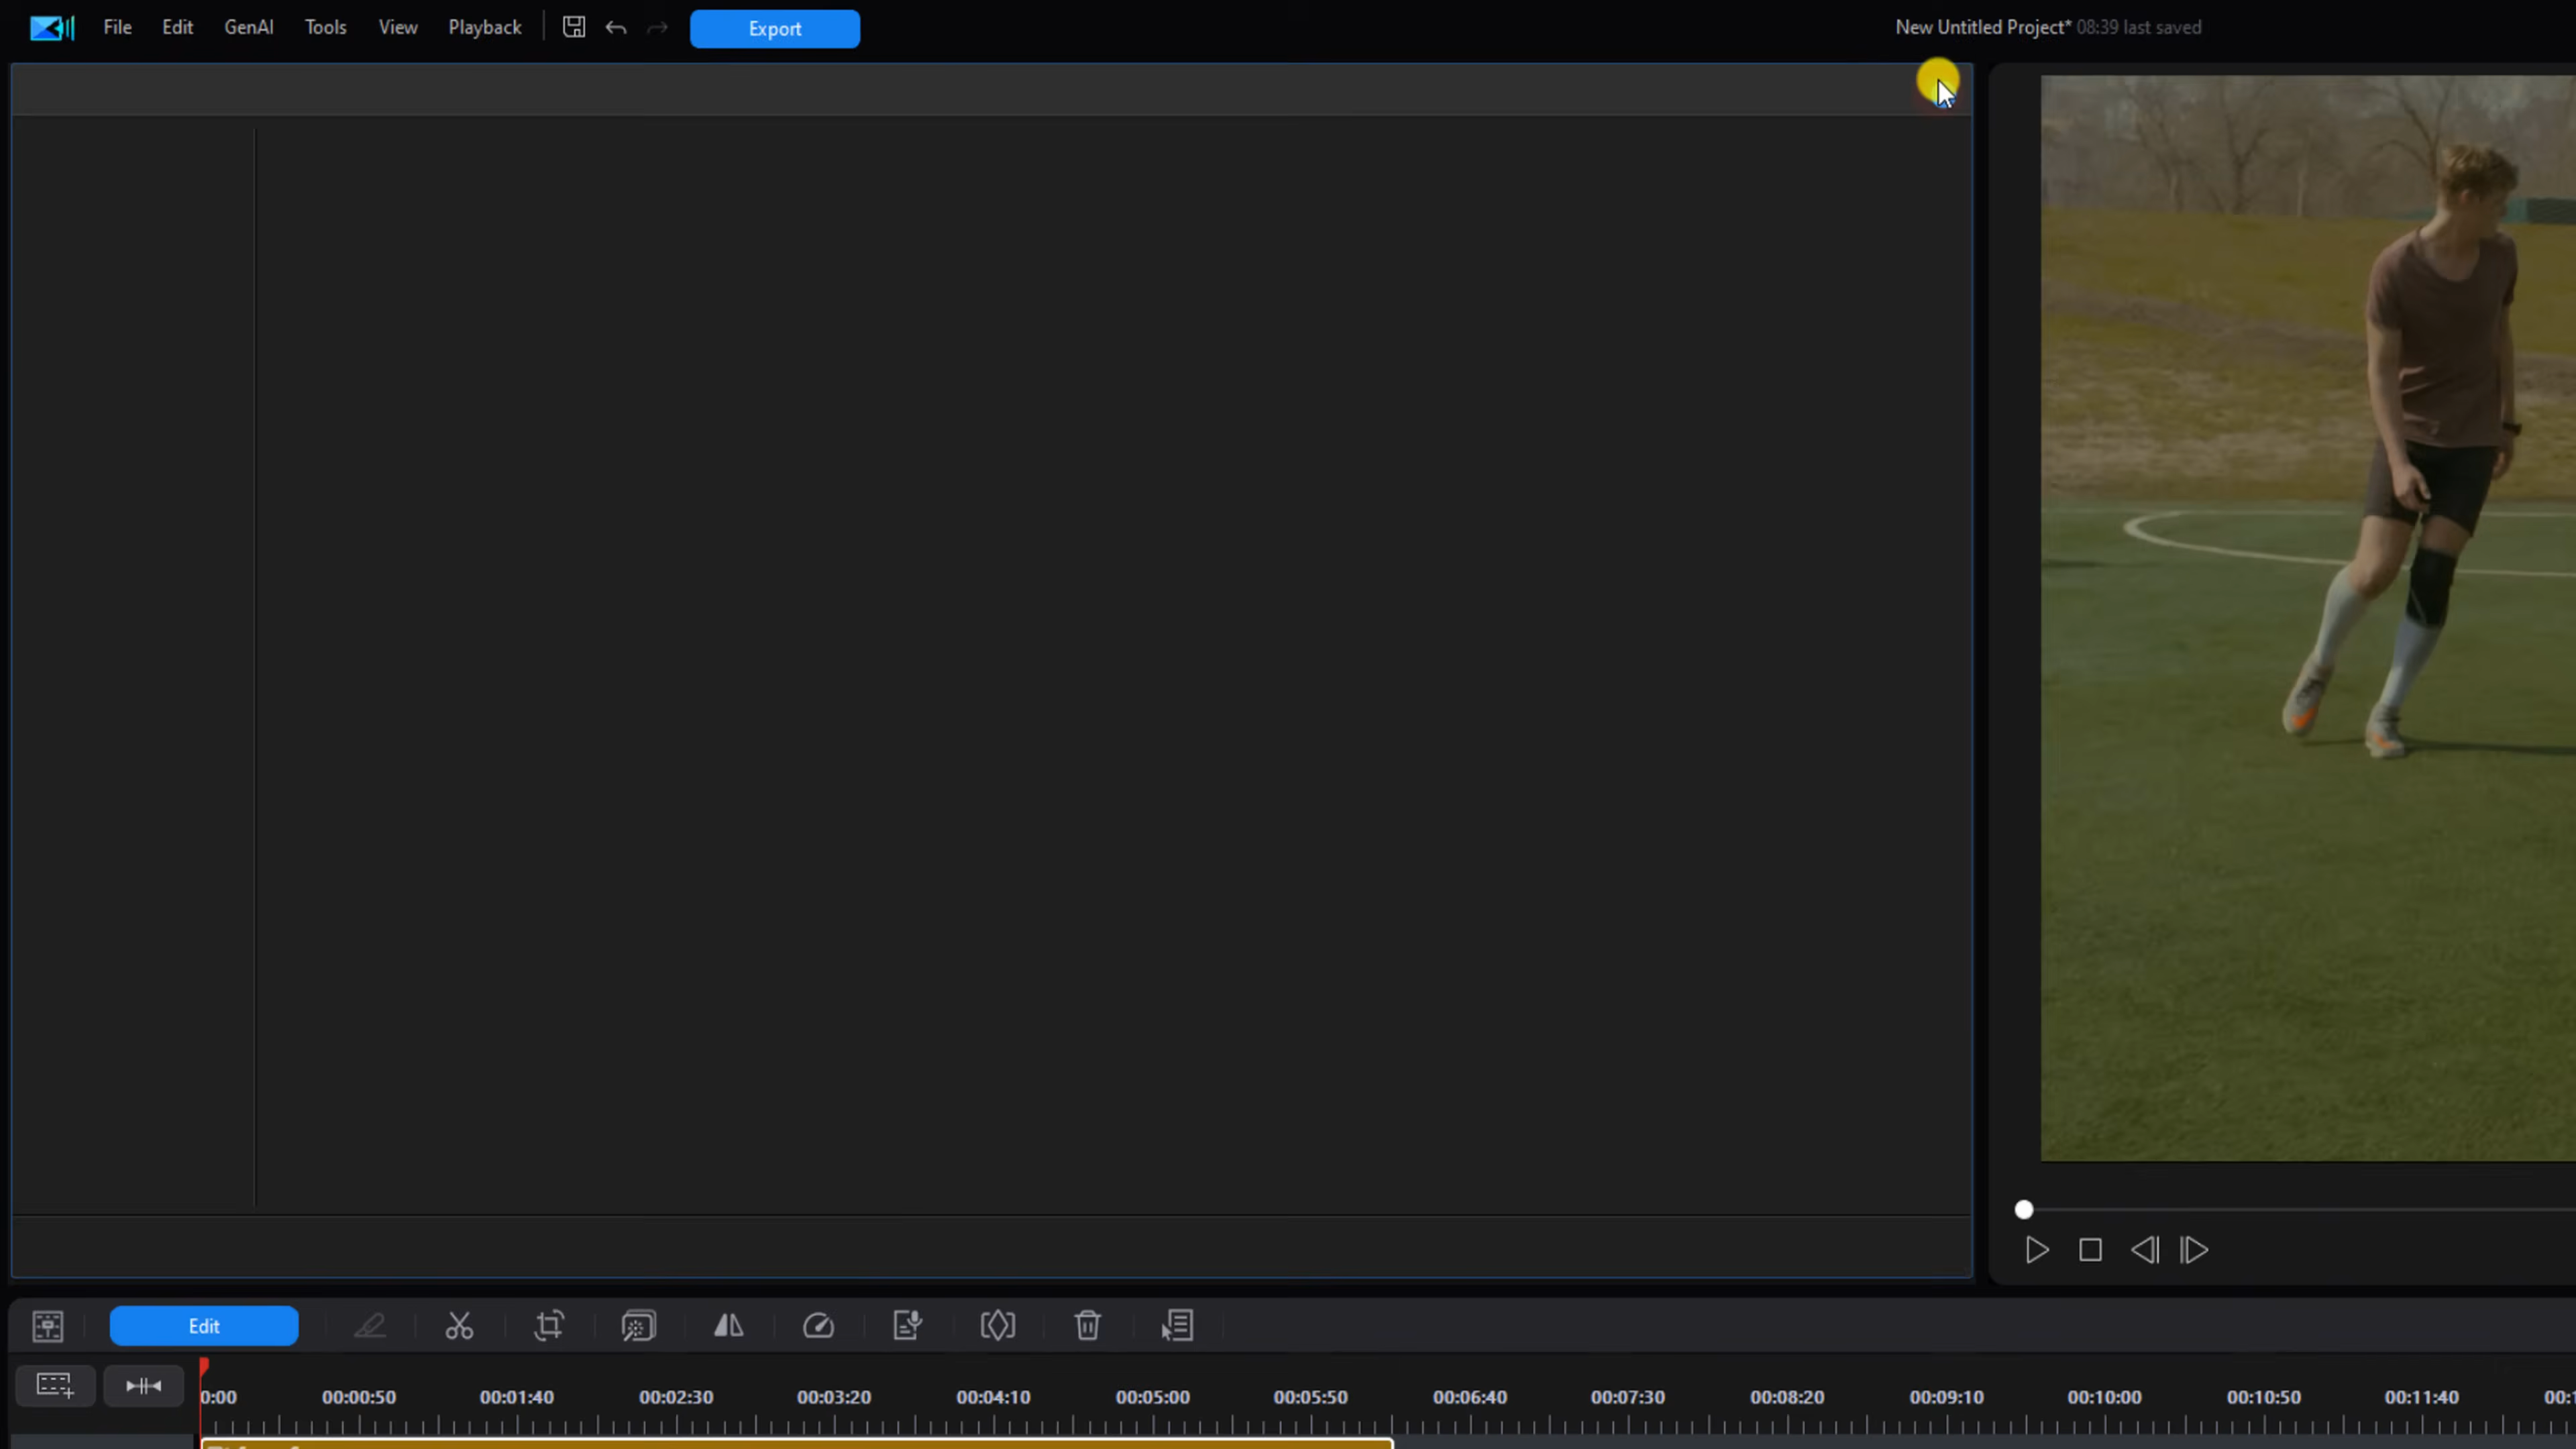 File Edit GenAI Tools View Playback Export New Untitled Project* 08:39 last saved
Edit
0:00 00:00:50 00:01:40 00:02:30 00:03:20 00:04:10 00:05:00 00:05:50 00:06:40 00:07:30 00:08:20 00:09:10 00:10:00 00:10:50 00:11:40